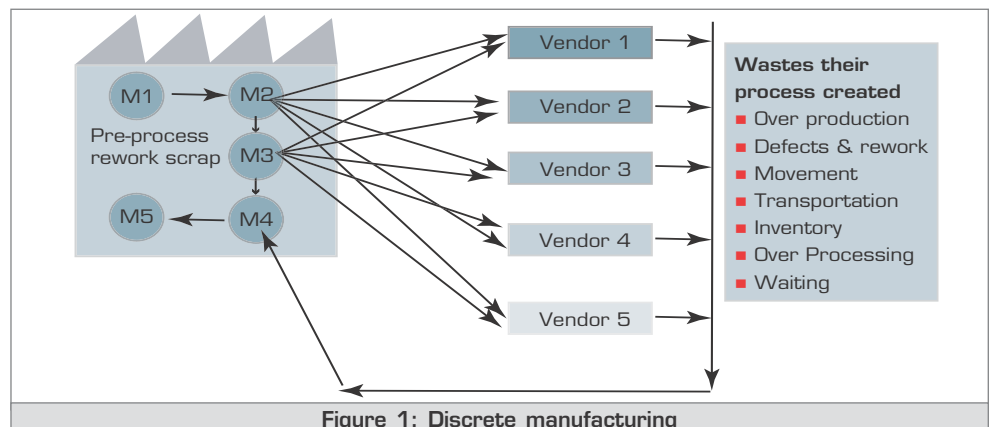 M1
M2
Pre-process
rework scrap
M3
M5
M4
Vendor 1
Vendor 2
Vendor 3
Vendor 4
Vendor 5
Wastes their
process created
Over production
Defects & rework
Movement
Transportation
Inventory
Over Processing
Waiting
Figure 1: Discrete manufacturing